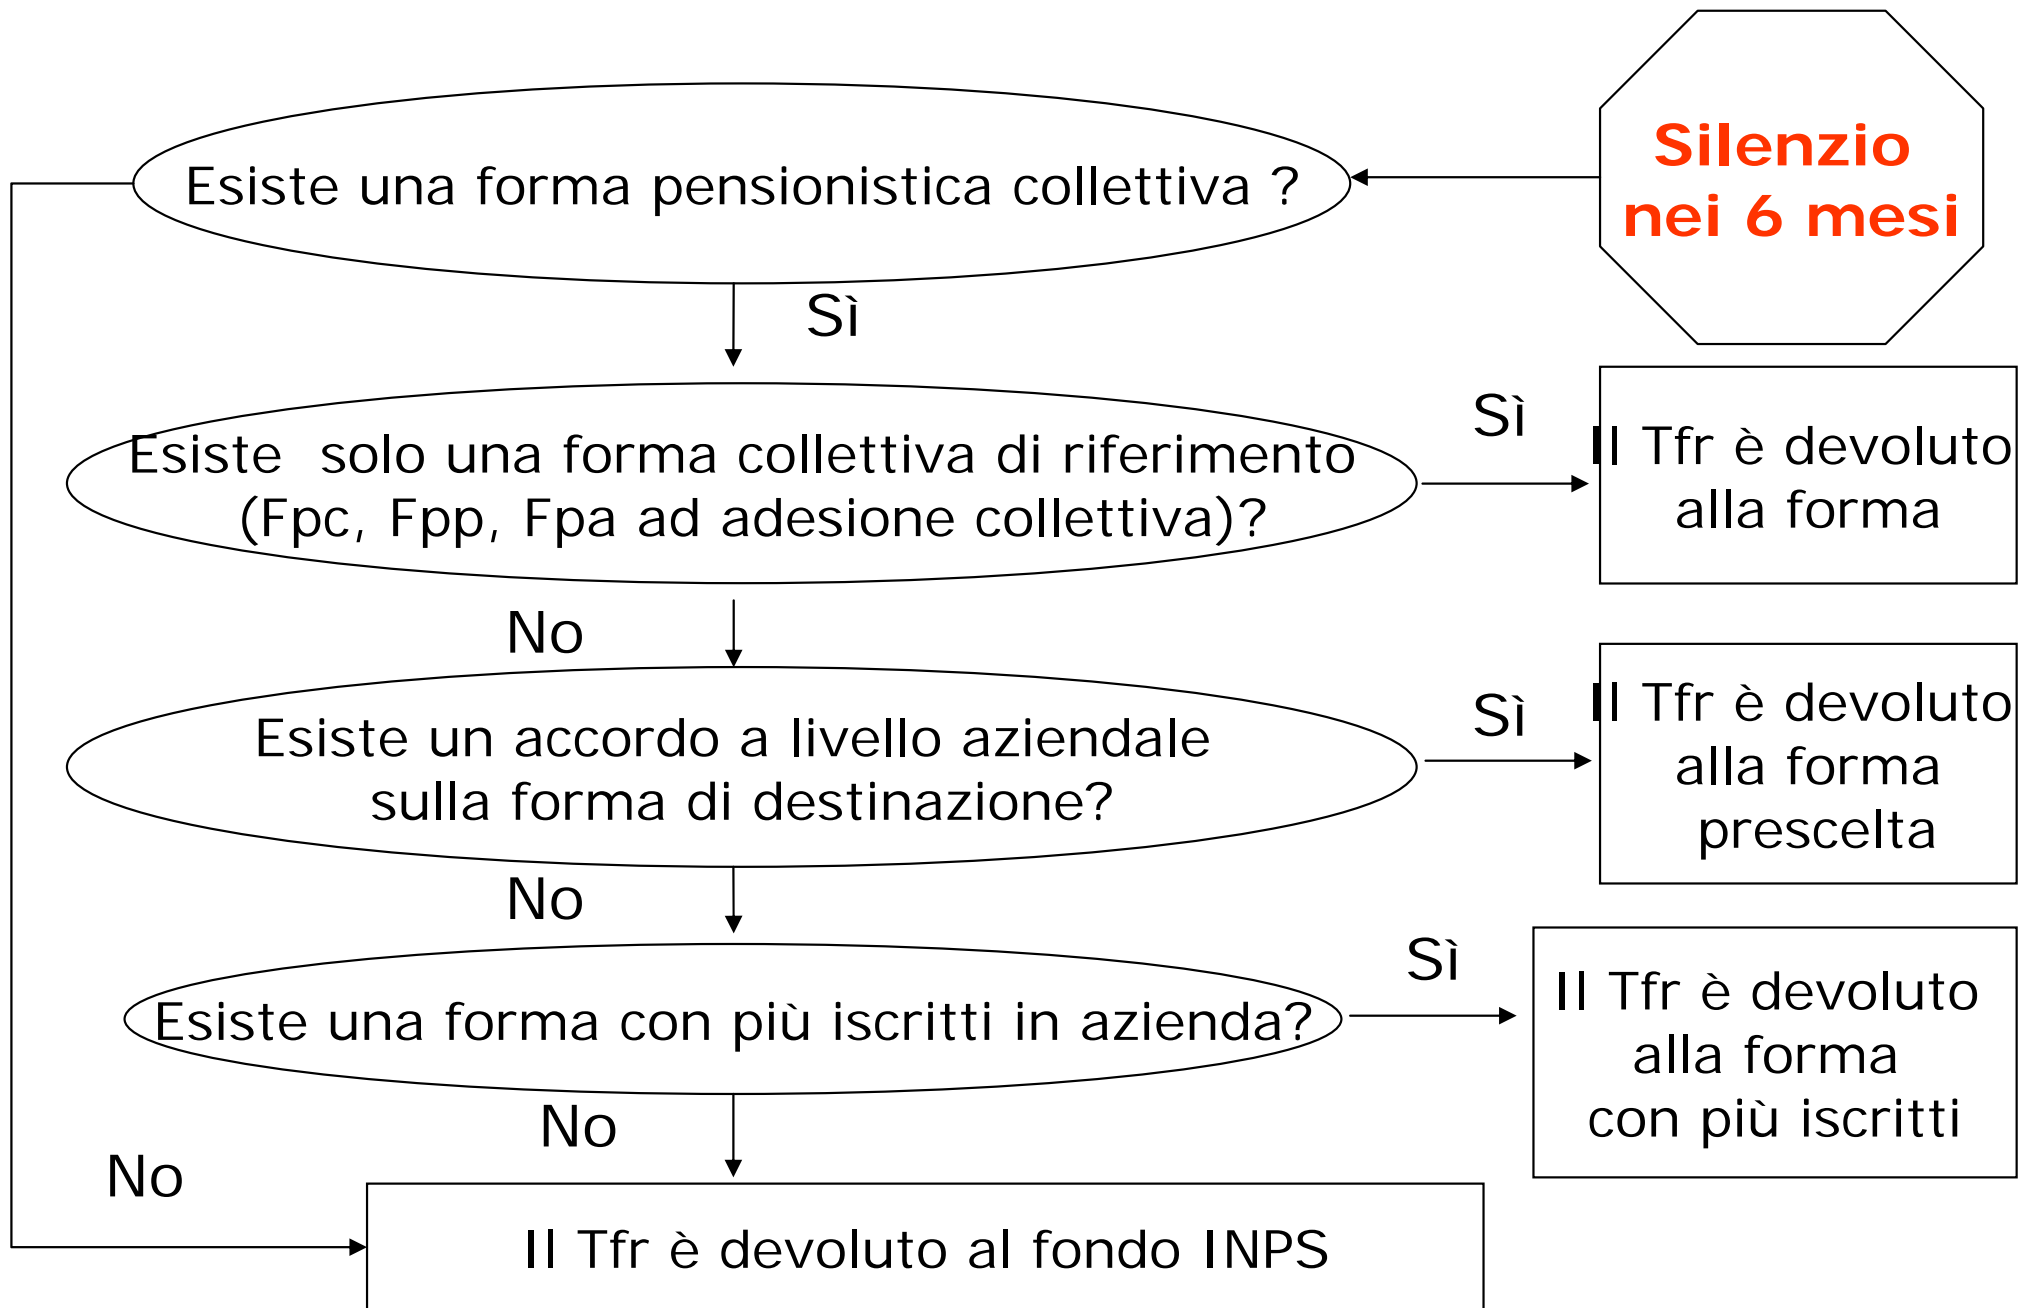 Silenzio
nei 6 mesi
Esiste una forma pensionistica collettiva ?
Sì
Esiste solo una forma collettiva di riferimento
(Fpc, Fpp, Fpa ad adesione collettiva)?
Sì
Il Tfr è devoluto
alla forma
No
Esiste un accordo a livello aziendale
sulla forma di destinazione?
Sì
Il Tfr è devoluto
alla forma
prescelta
No
Esiste una forma con più iscritti in azienda?
Sì
Il Tfr è devoluto
alla forma
con più iscritti
No
No
Il Tfr è devoluto al fondo INPS